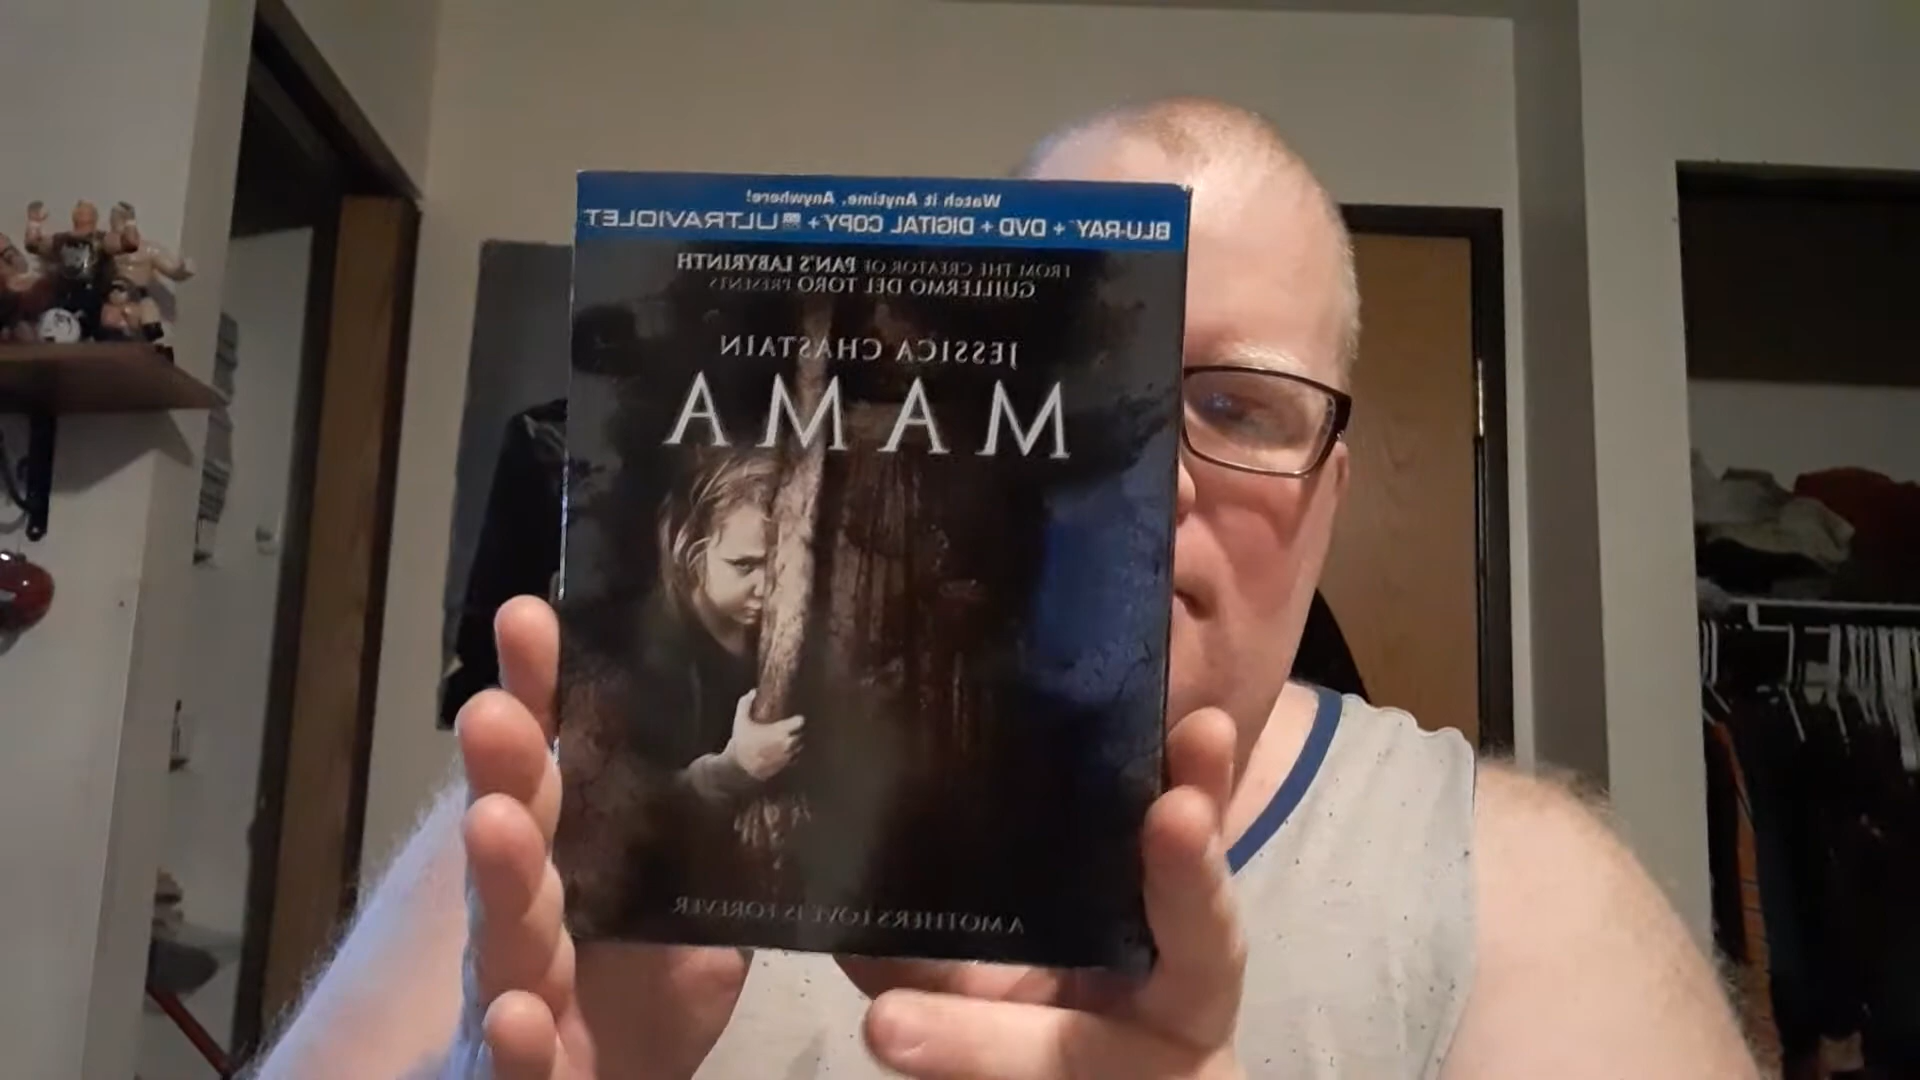 Watch it Anytime, Anywhere!
BLU-RAY™ + DVD + DIGITAL COPY + ULTRAVIOLET
FROM THE CREATOR OF PAN'S LABYRINTH
GUILLERMO DEL TORO PRESENTS
JESSICA CHASTAIN
MAMA
A MOTHER'S LOVE IS FOREVER